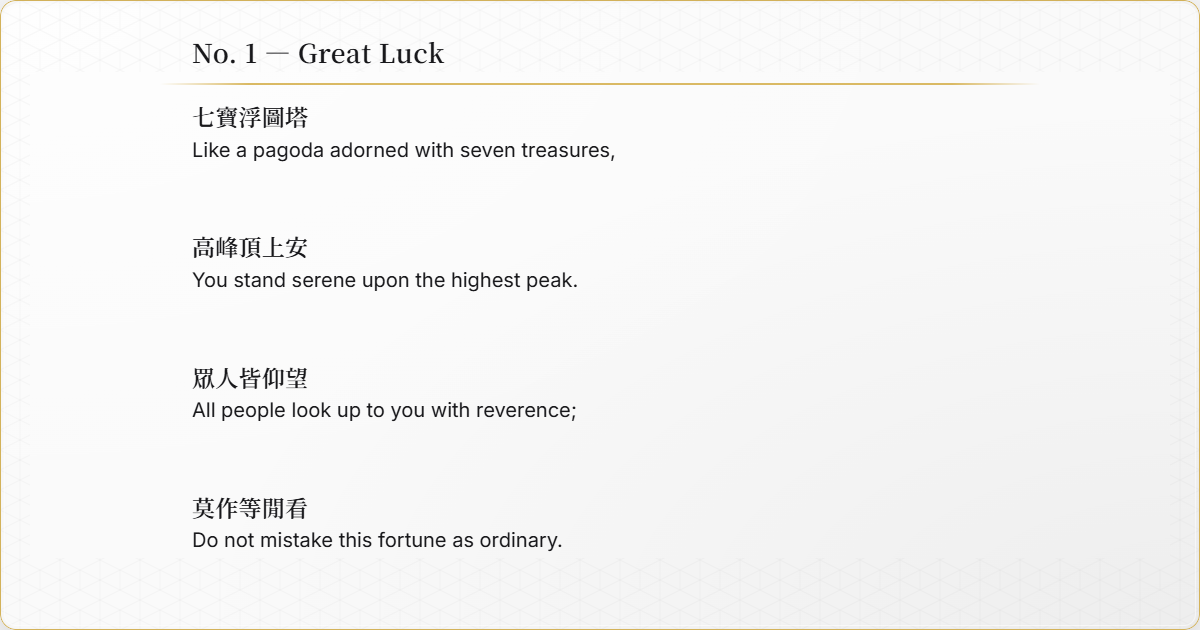 No. 1 — Great Luck
七寶浮圖塔
Like a pagoda adorned with seven treasures,
高峰頂上安
You stand serene upon the highest peak.
眾人皆仰望
All people look up to you with reverence;
莫作等閒看
Do not mistake this fortune as ordinary.